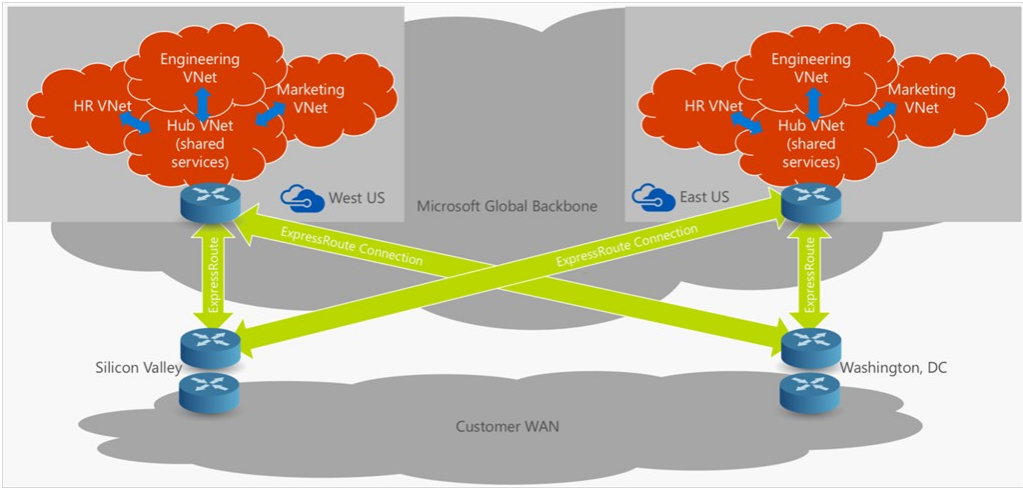 Engineering
VNet
HR VNet
Marketing
VNet
Hub VNet
(shared
services)
West US
Engineering
VNet
HR VNet
Marketing
VNet
Hub VNet
(shared
services)
East US
Microsoft Global Backbone
ExpressRoute Connection
ExpressRoute Connection
ExpressRoute
ExpressRoute
Silicon Valley
Washington, DC
Customer WAN